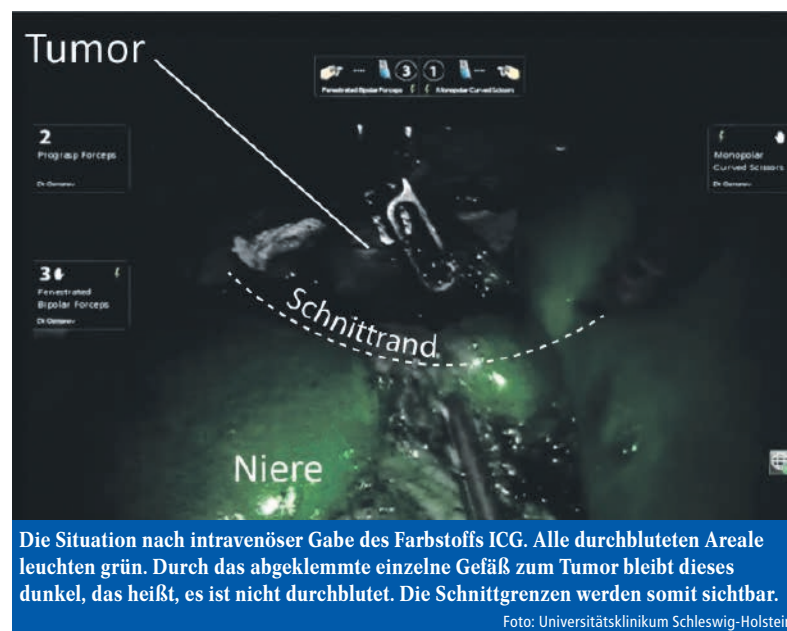 Tumor
3 1
Fenestrated Bipolar Forceps Monopolar Curved Scissors
2
Prograsp Forceps
Monopolar
Curved Scissors
3
Fenestrated
Bipolar Forceps
Schnittrand
Niere
Die Situation nach intravenöser Gabe des Farbstoffs ICG. Alle durchbluteten Areale
leuchten grün. Durch das abgeklemmte einzelne Gefäß zum Tumor bleibt dieses
dunkel, das heißt, es ist nicht durchblutet. Die Schnittgrenzen werden somit sichtbar.
Foto: Universitätsklinikum Schleswig-Holstein